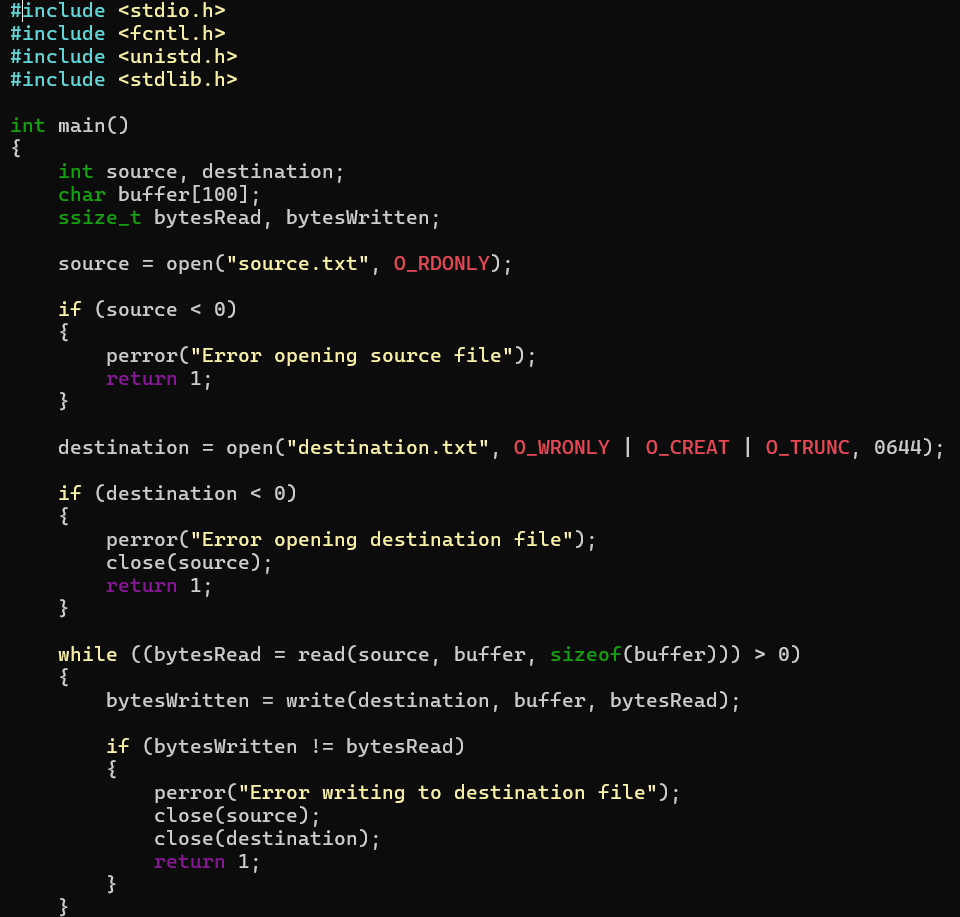 #include <stdio.h>
#include <fcntl.h>
#include <unistd.h>
#include <stdlib.h>

int main()
{
    int source, destination;
    char buffer[100];
    ssize_t bytesRead, bytesWritten;

    source = open("source.txt", O_RDONLY);

    if (source < 0)
    {
        perror("Error opening source file");
        return 1;
    }

    destination = open("destination.txt", O_WRONLY | O_CREAT | O_TRUNC, 0644);

    if (destination < 0)
    {
        perror("Error opening destination file");
        close(source);
        return 1;
    }

    while ((bytesRead = read(source, buffer, sizeof(buffer))) > 0)
    {
        bytesWritten = write(destination, buffer, bytesRead);

        if (bytesWritten != bytesRead)
        {
            perror("Error writing to destination file");
            close(source);
            close(destination);
            return 1;
        }
    }